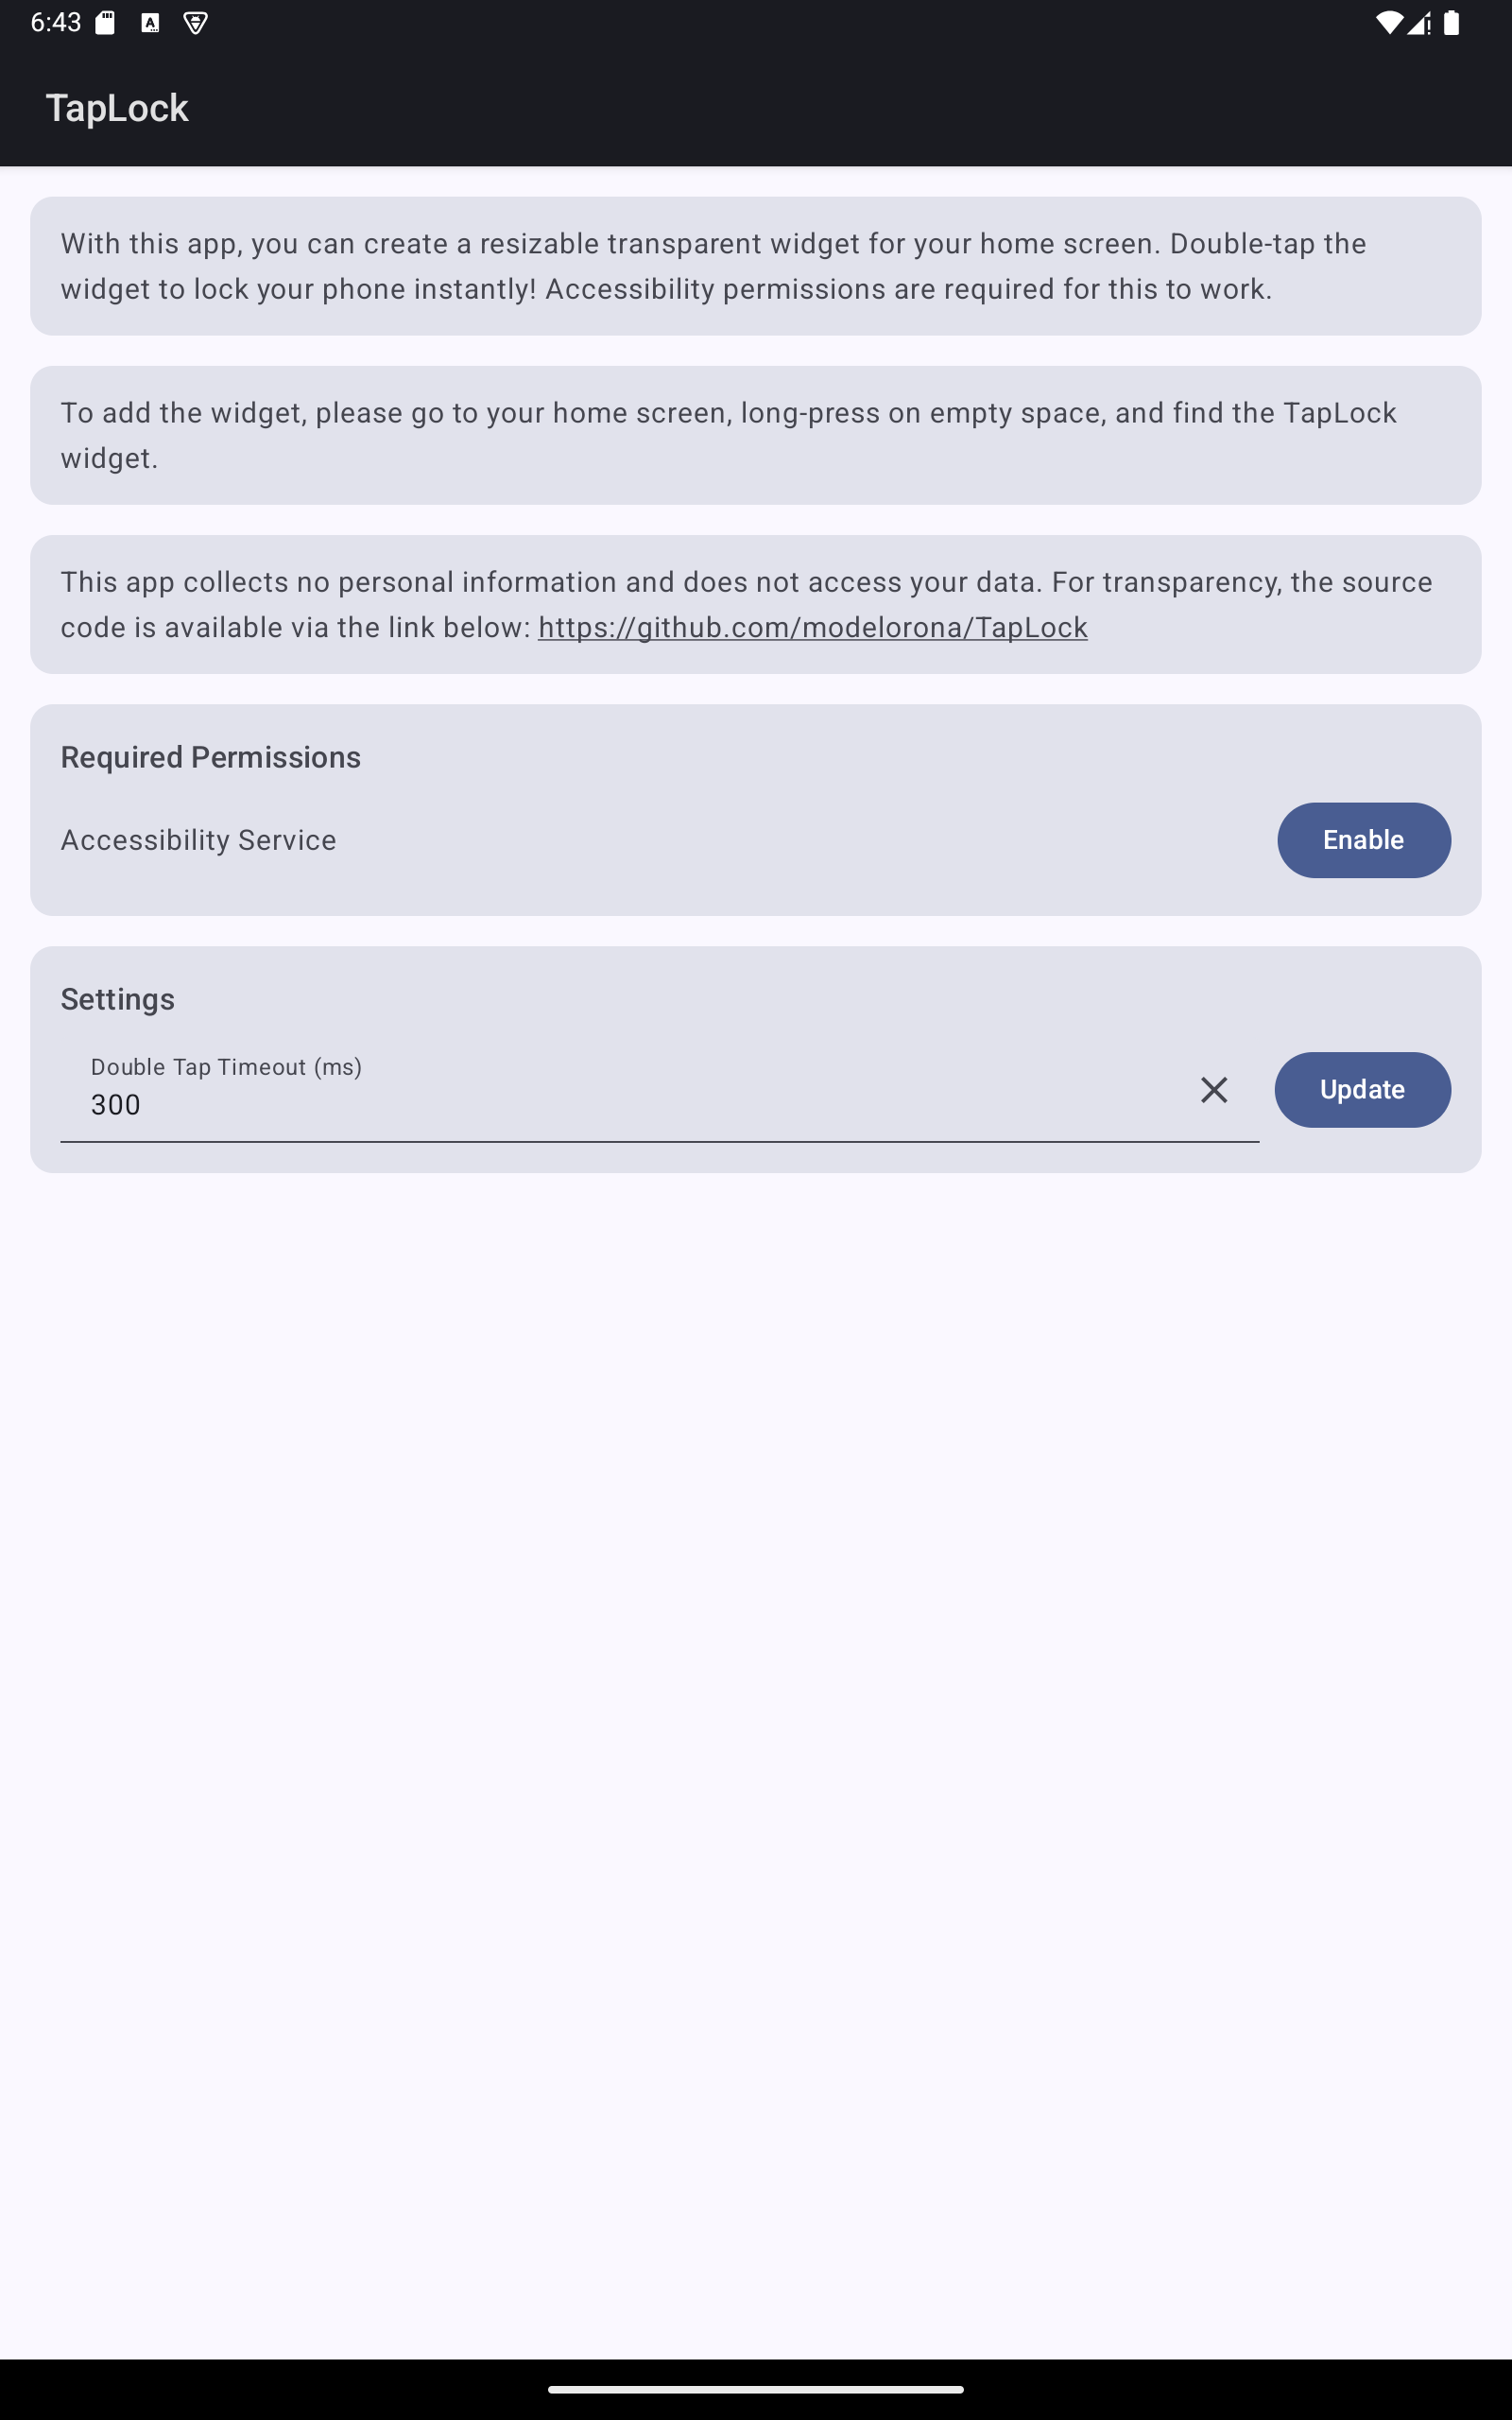 6:43
TapLock
With this app, you can create a resizable transparent widget for your home screen. Double-tap the
widget to lock your phone instantly! Accessibility permissions are required for this to work.
To add the widget, please go to your home screen, long-press on empty space, and find the TapLock
widget.
This app collects no personal information and does not access your data. For transparency, the source
code is available via the link below: https://github.com/modelorona/TapLock
Required Permissions
Accessibility Service
Enable
Settings
Double Tap Timeout (ms)
300
Update